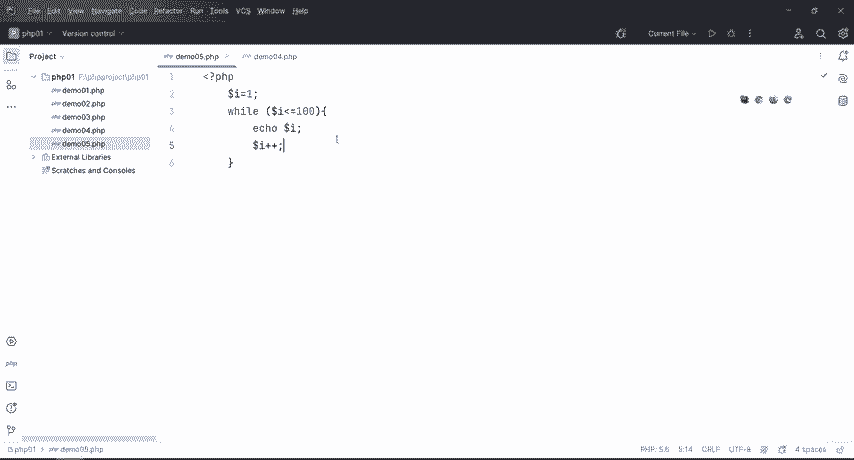 File Edit View Navigate Code Refactor Run Tools VCS Window Help
php01 Version control Current File
Project
demo05.php demo04.php
php01 F:\phpproject\php01
demo01.php
demo02.php
demo03.php
demo04.php
demo05.php
External Libraries
Scratches and Consoles
1 <?php
2 $i=1;
3 while ($i<=100){
4 echo $i;
5 $i++;
6 }
php
php01 > demo05.php PHP: 5.6 5:14 CRLF UTF-8 4 spaces